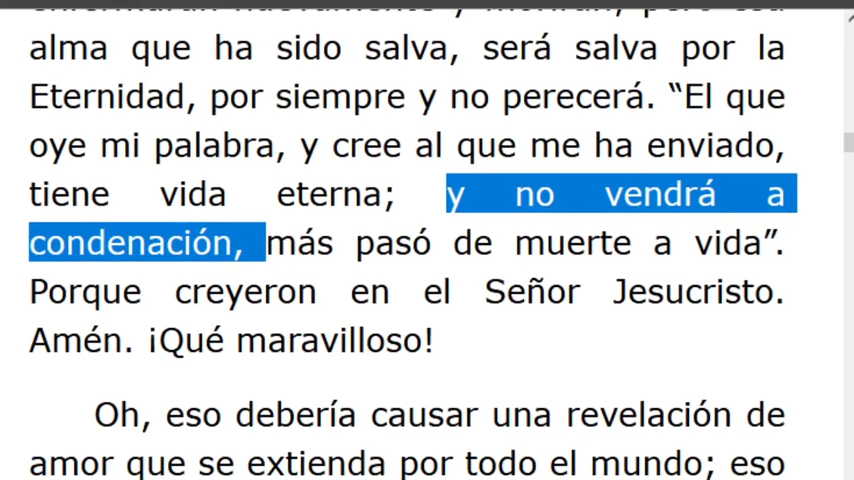 alma que ha sido salva, será salva por la
Eternidad, por siempre y no perecerá. “El que
oye mi palabra, y cree al que me ha enviado,
tiene vida eterna; y no vendrá a
condenación, más pasó de muerte a vida”.
Porque creyeron en el Señor Jesucristo.
Amén. ¡Qué maravilloso!
Oh, eso debería causar una revelación de
amor que se extienda por todo el mundo; eso